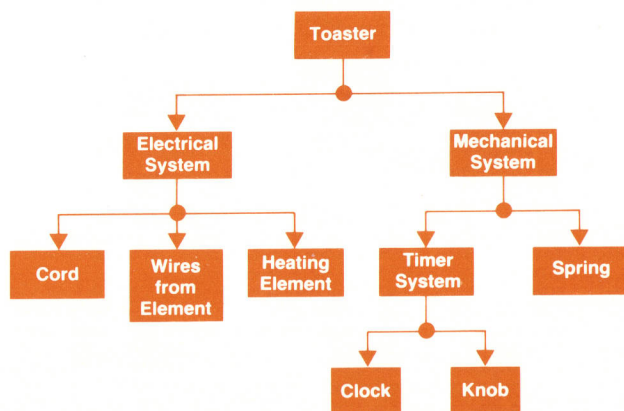 Toaster
Electrical
System
Mechanical
System
Cord
Wires
from
Element
Heating
Element
Timer
System
Spring
Clock
Knob